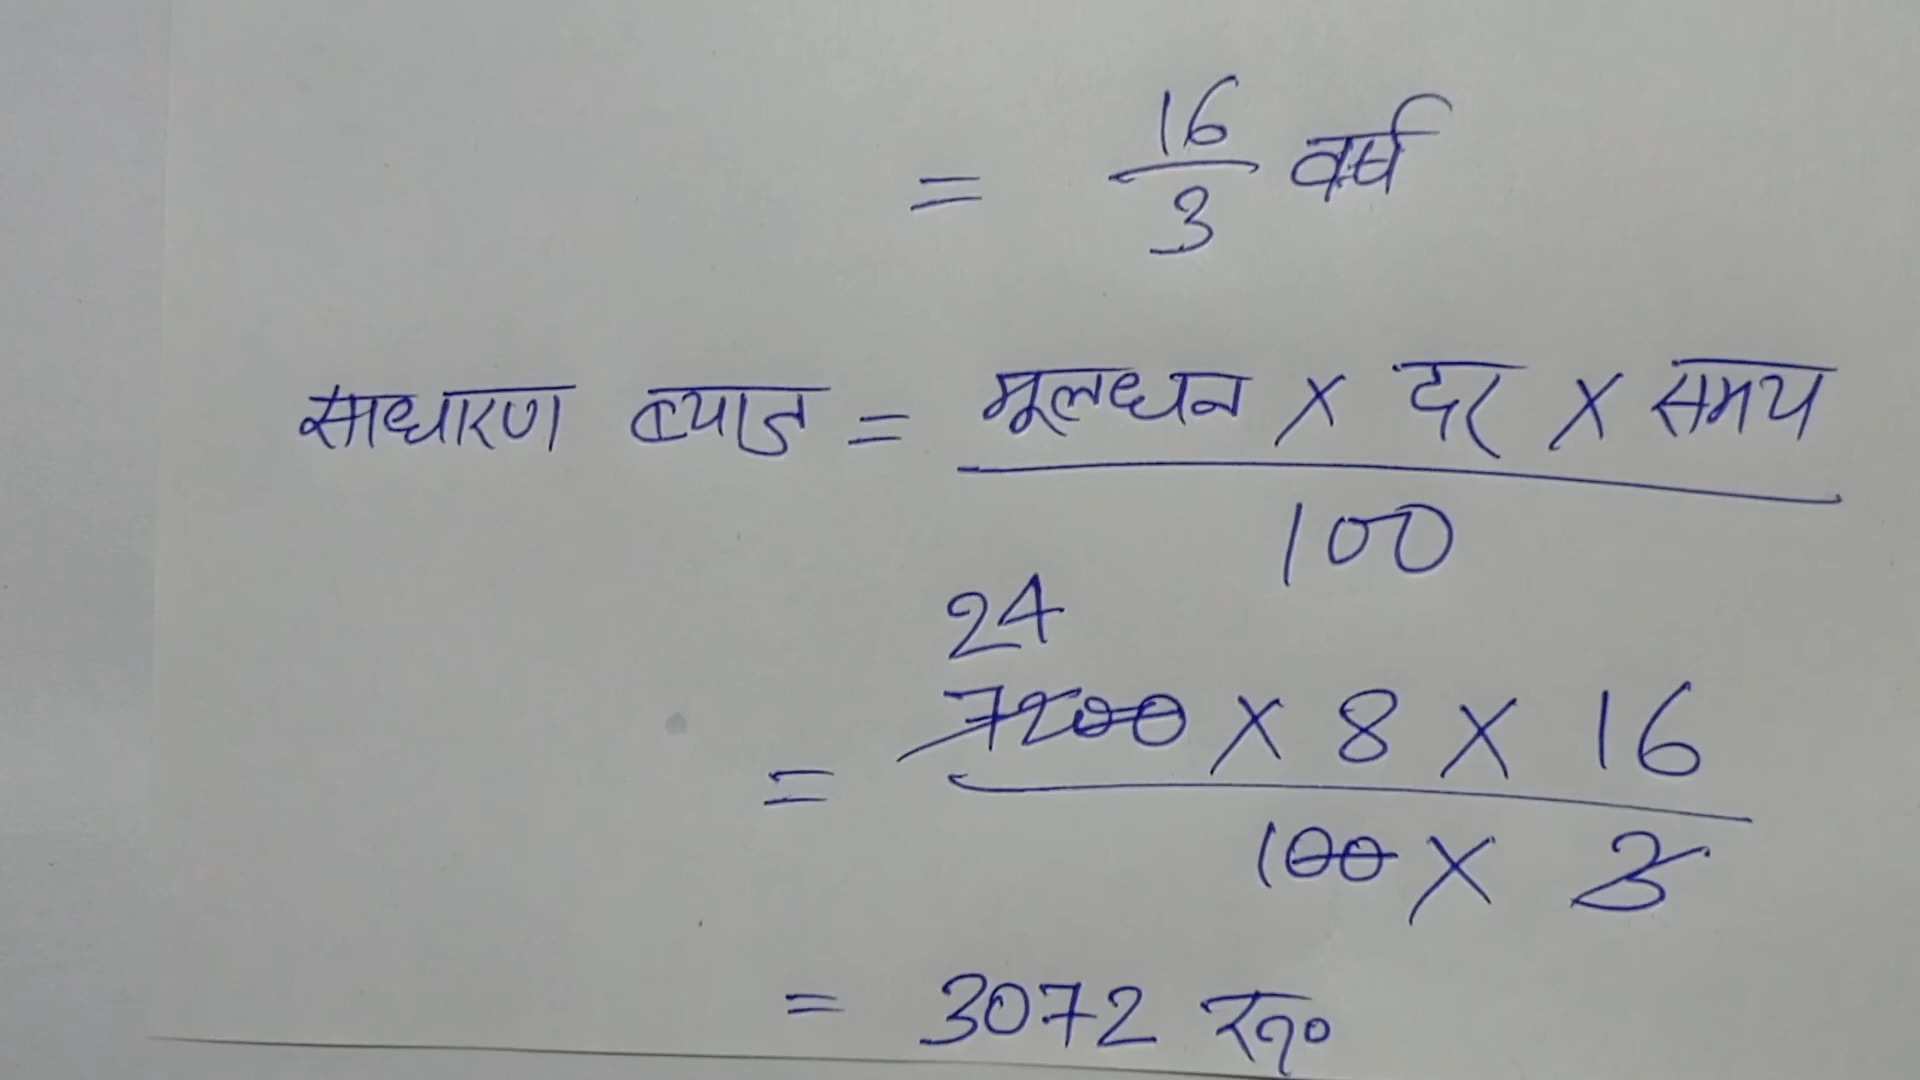 = 16/3 वर्ष
साधारण ब्याज = मूलधन × दर × समय
100
24
= 7200 × 8 × 16
100 × 3
= 3072 रु०